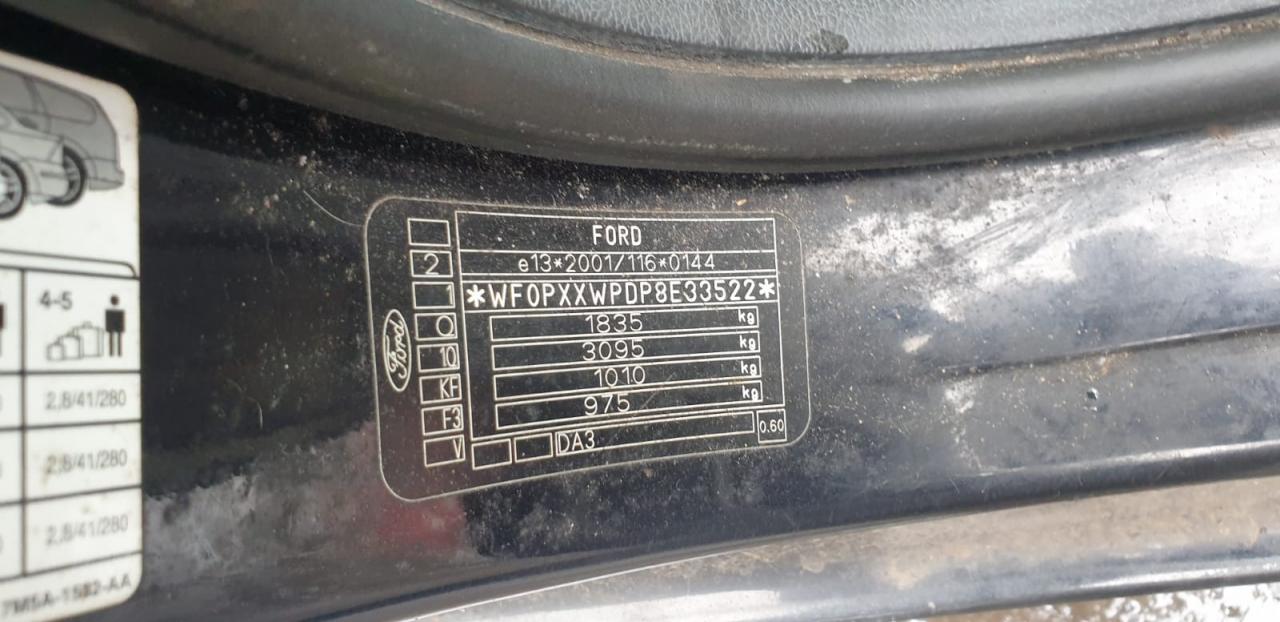 FORD
e13*2001/116*0144
*WF0PXXWPDP8E33522*
1835 kg
3095 kg
1010 kg
975 kg
DA3
0.60
2
1
O
10
KF
F3
V
Ford
4-5
2,8/41/280
2,8/41/280
2,8/41/280
7M5A-1532-AA